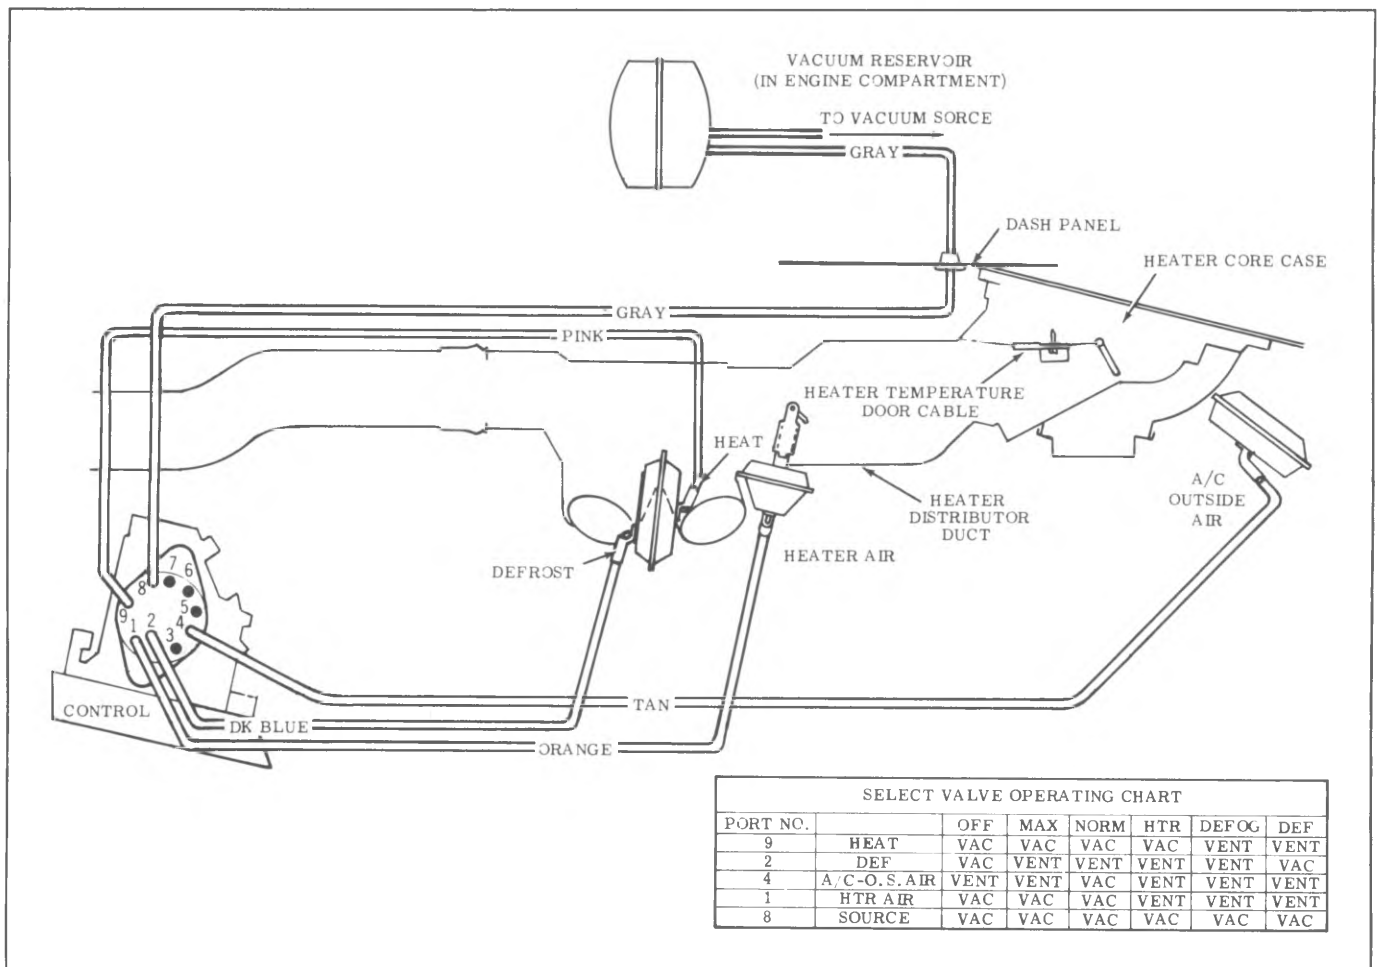 VACUUM RESERVOIR
(IN ENGINE COMPARTMENT)
TO VACUUM SORCE
GRAY
DASH PANEL
HEATER CORE CASE
GRAY
PINK
HEATER TEMPERATURE
DOOR CABLE
HEAT
A/C
OUTSIDE
AIR
HEATER
DISTRIBUTOR
DUCT
HEATER AIR
DEFROST
7
6
8
5
9
1
2
4
3
TAN
CONTROL
DK BLUE
ORANGE
SELECT VALVE OPERATING CHART
PORT NO. OFF MAX NORM HTR DEFOG DEF
9 HEAT VAC VAC VAC VAC VENT VENT
2 DEF VAC VENT VENT VENT VENT VAC
4 A/C-O.S. AIR VENT VENT VAC VENT VENT VENT
1 HTR AIR VAC VAC VAC VENT VENT VENT
8 SOURCE VAC VAC VAC VAC VAC VAC